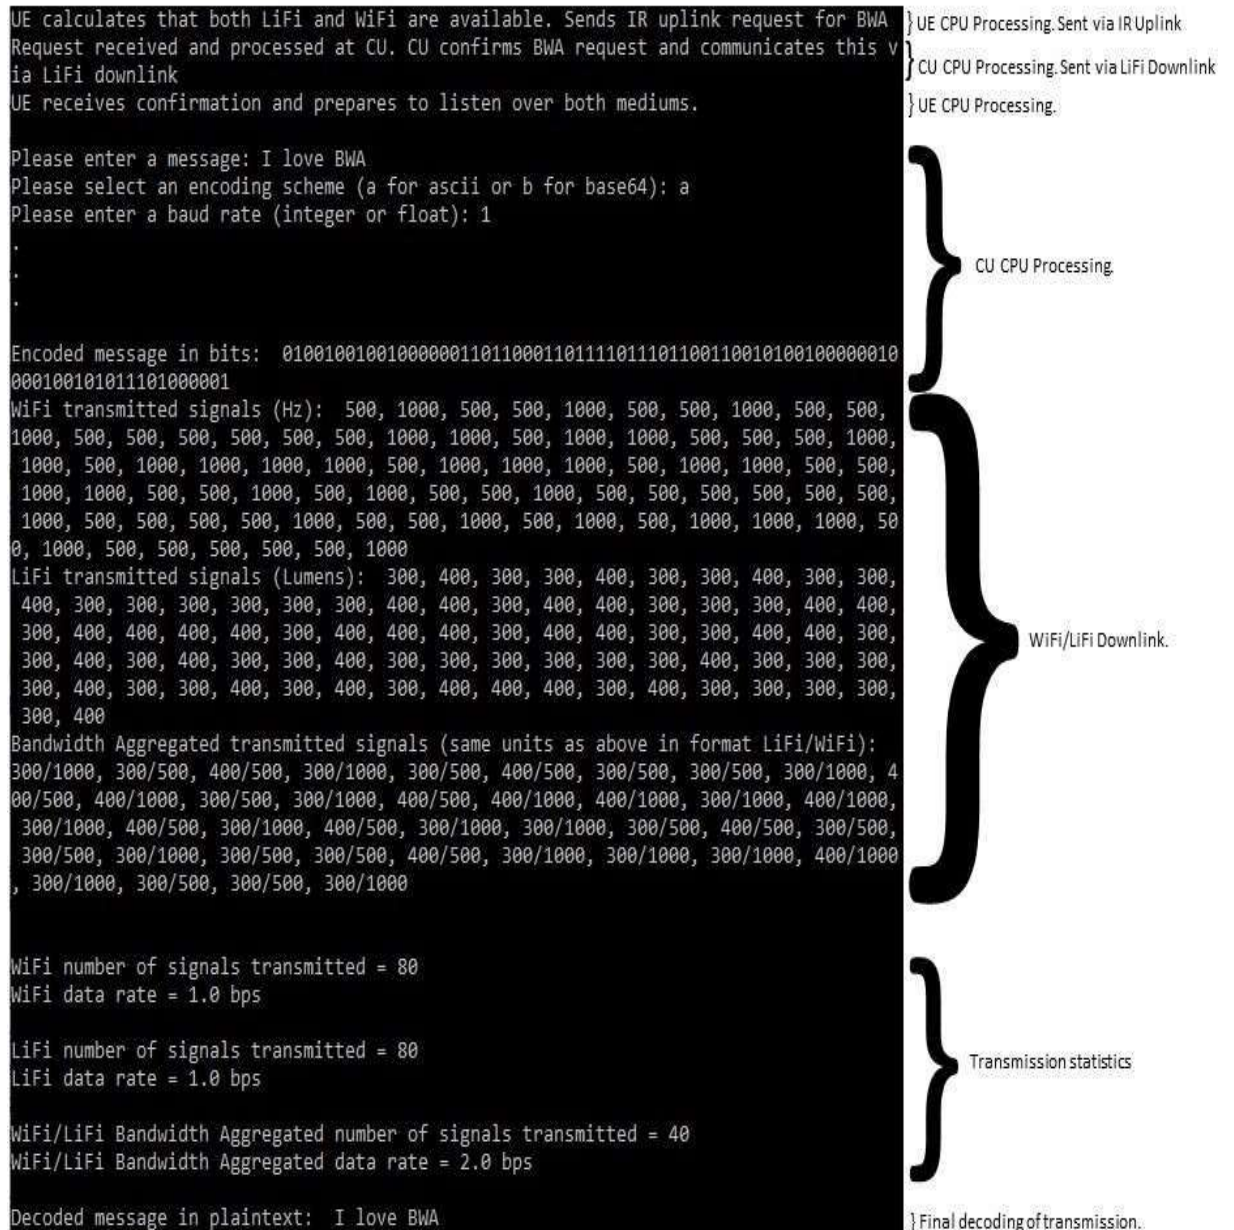 UE calculates that both LiFi and WiFi are available. Sends IR uplink request for BWA
} UE CPU Processing. Sent via IR Uplink
Request received and processed at CU. CU confirms BWA request and communicates this v
ia LiFi downlink
} CU CPU Processing. Sent via LiFi Downlink
UE receives confirmation and prepares to listen over both mediums.
} UE CPU Processing.
Please enter a message: I love BWA
Please select an encoding scheme (a for ascii or b for base64): a
Please enter a baud rate (integer or float): 1
.
.
.
CU CPU Processing.
Encoded message in bits:  01001001001000000110110001101111011101100110010100100000010
000100101011101000001
WiFi transmitted signals (Hz):  500, 1000, 500, 500, 1000, 500, 500, 1000, 500, 500,
1000, 500, 500, 500, 500, 500, 500, 1000, 1000, 500, 1000, 1000, 500, 500, 500, 1000,
1000, 500, 1000, 1000, 1000, 1000, 500, 1000, 1000, 1000, 500, 1000, 1000, 500, 500,
1000, 1000, 500, 500, 1000, 500, 1000, 500, 500, 1000, 500, 500, 500, 500, 500, 500,
1000, 500, 500, 500, 500, 1000, 500, 500, 1000, 500, 1000, 500, 1000, 1000, 1000, 50
0, 1000, 500, 500, 500, 500, 500, 1000
LiFi transmitted signals (Lumens):  300, 400, 300, 300, 400, 300, 300, 400, 300, 300,
400, 300, 300, 300, 300, 300, 300, 400, 400, 300, 400, 400, 300, 300, 300, 400, 400,
300, 400, 400, 400, 400, 300, 400, 400, 400, 300, 400, 400, 300, 300, 400, 400, 300,
300, 400, 300, 400, 300, 300, 400, 300, 300, 300, 300, 300, 300, 400, 300, 300, 300,
300, 400, 300, 300, 400, 300, 400, 300, 400, 400, 400, 300, 400, 300, 300, 300, 300,
300, 400
WiFi/LiFi Downlink.
Bandwidth Aggregated transmitted signals (same units as above in format LiFi/WiFi):
300/1000, 300/500, 400/500, 300/1000, 300/500, 400/500, 300/500, 300/500, 300/1000, 4
00/500, 400/1000, 300/500, 300/1000, 400/500, 400/1000, 400/1000, 300/1000, 400/1000,
300/1000, 400/500, 300/1000, 400/500, 300/1000, 300/1000, 300/500, 400/500, 300/500,
300/500, 300/1000, 300/500, 300/500, 400/500, 300/1000, 300/1000, 300/1000, 400/1000
, 300/1000, 300/500, 300/500, 300/1000
WiFi number of signals transmitted = 80
WiFi data rate = 1.0 bps
LiFi number of signals transmitted = 80
LiFi data rate = 1.0 bps
Transmission statistics
WiFi/LiFi Bandwidth Aggregated number of signals transmitted = 40
WiFi/LiFi Bandwidth Aggregated data rate = 2.0 bps
Decoded message in plaintext:  I love BWA
} Final decoding of transmission.